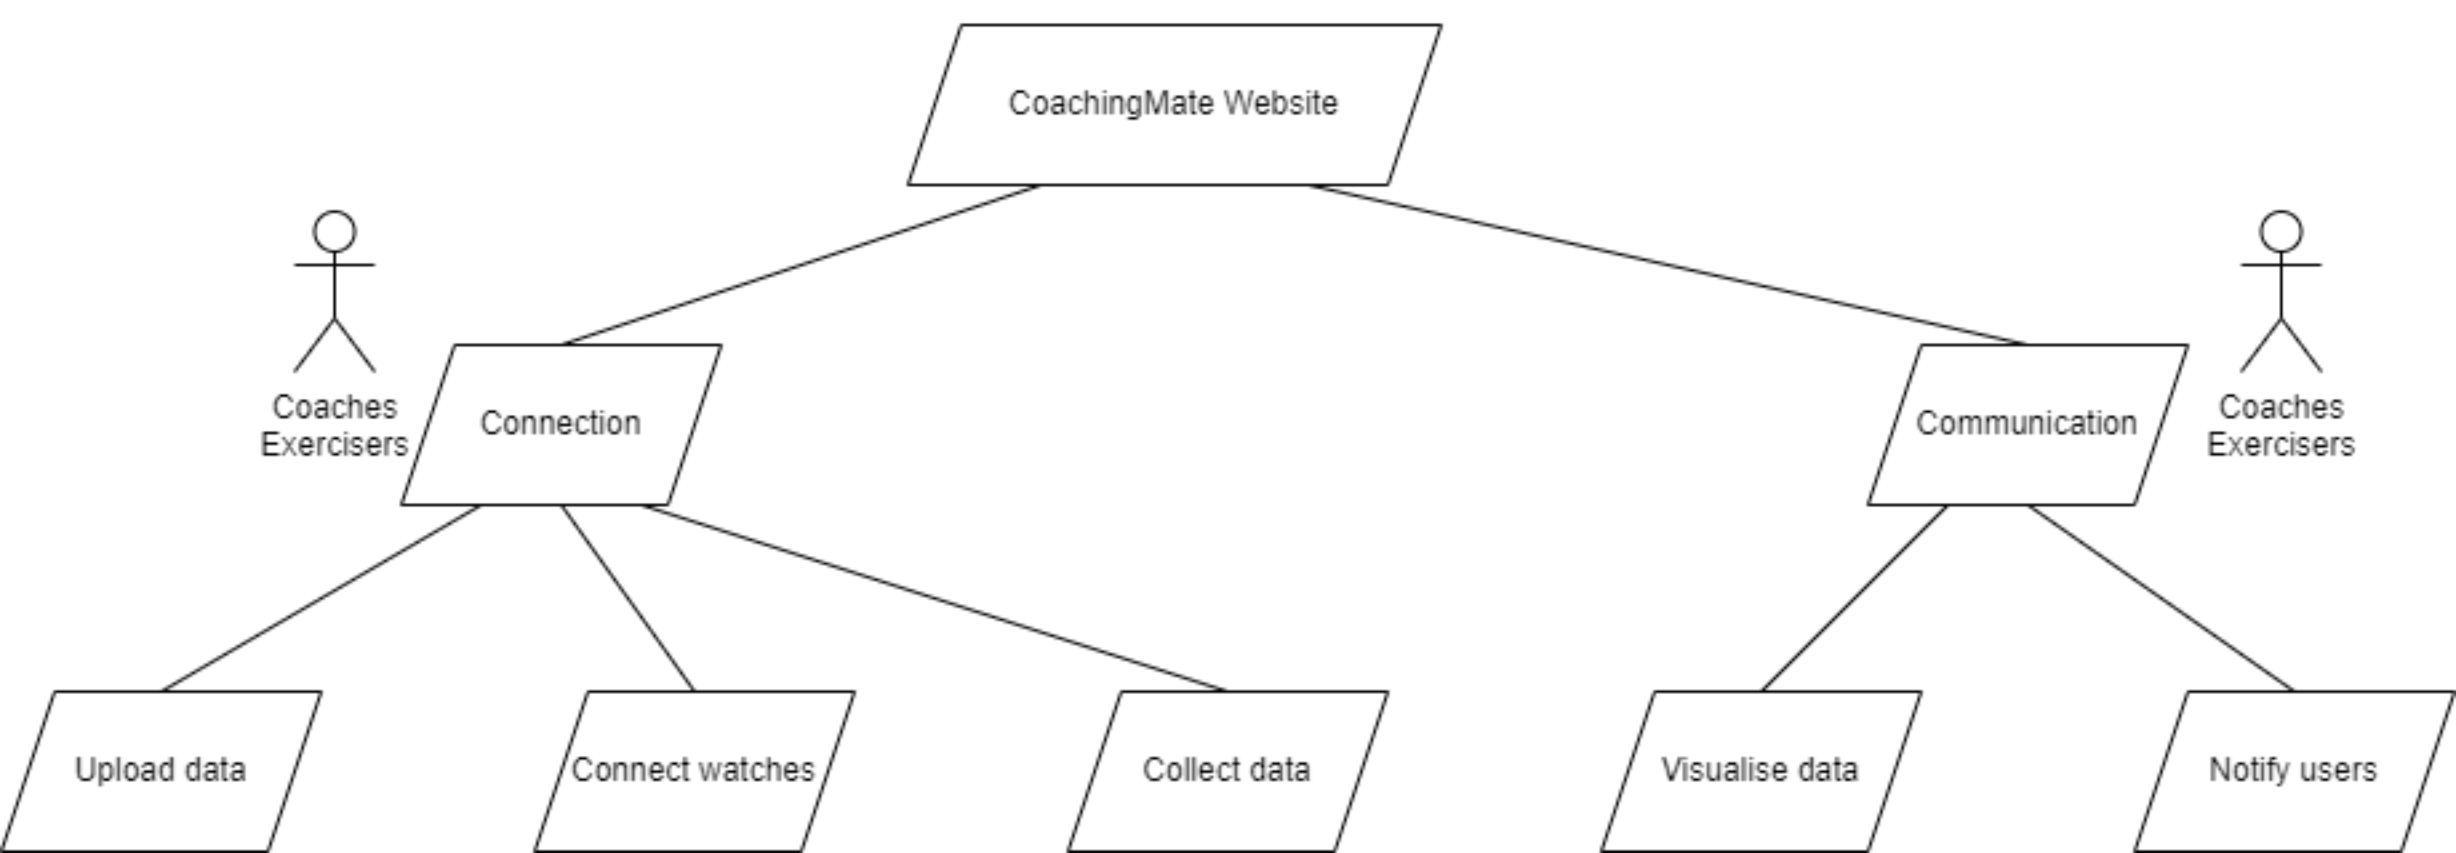 CoachingMate Website
Coaches
Exercisers
Connection
Communication
Coaches
Exercisers
Upload data
Connect watches
Collect data
Visualise data
Notify users